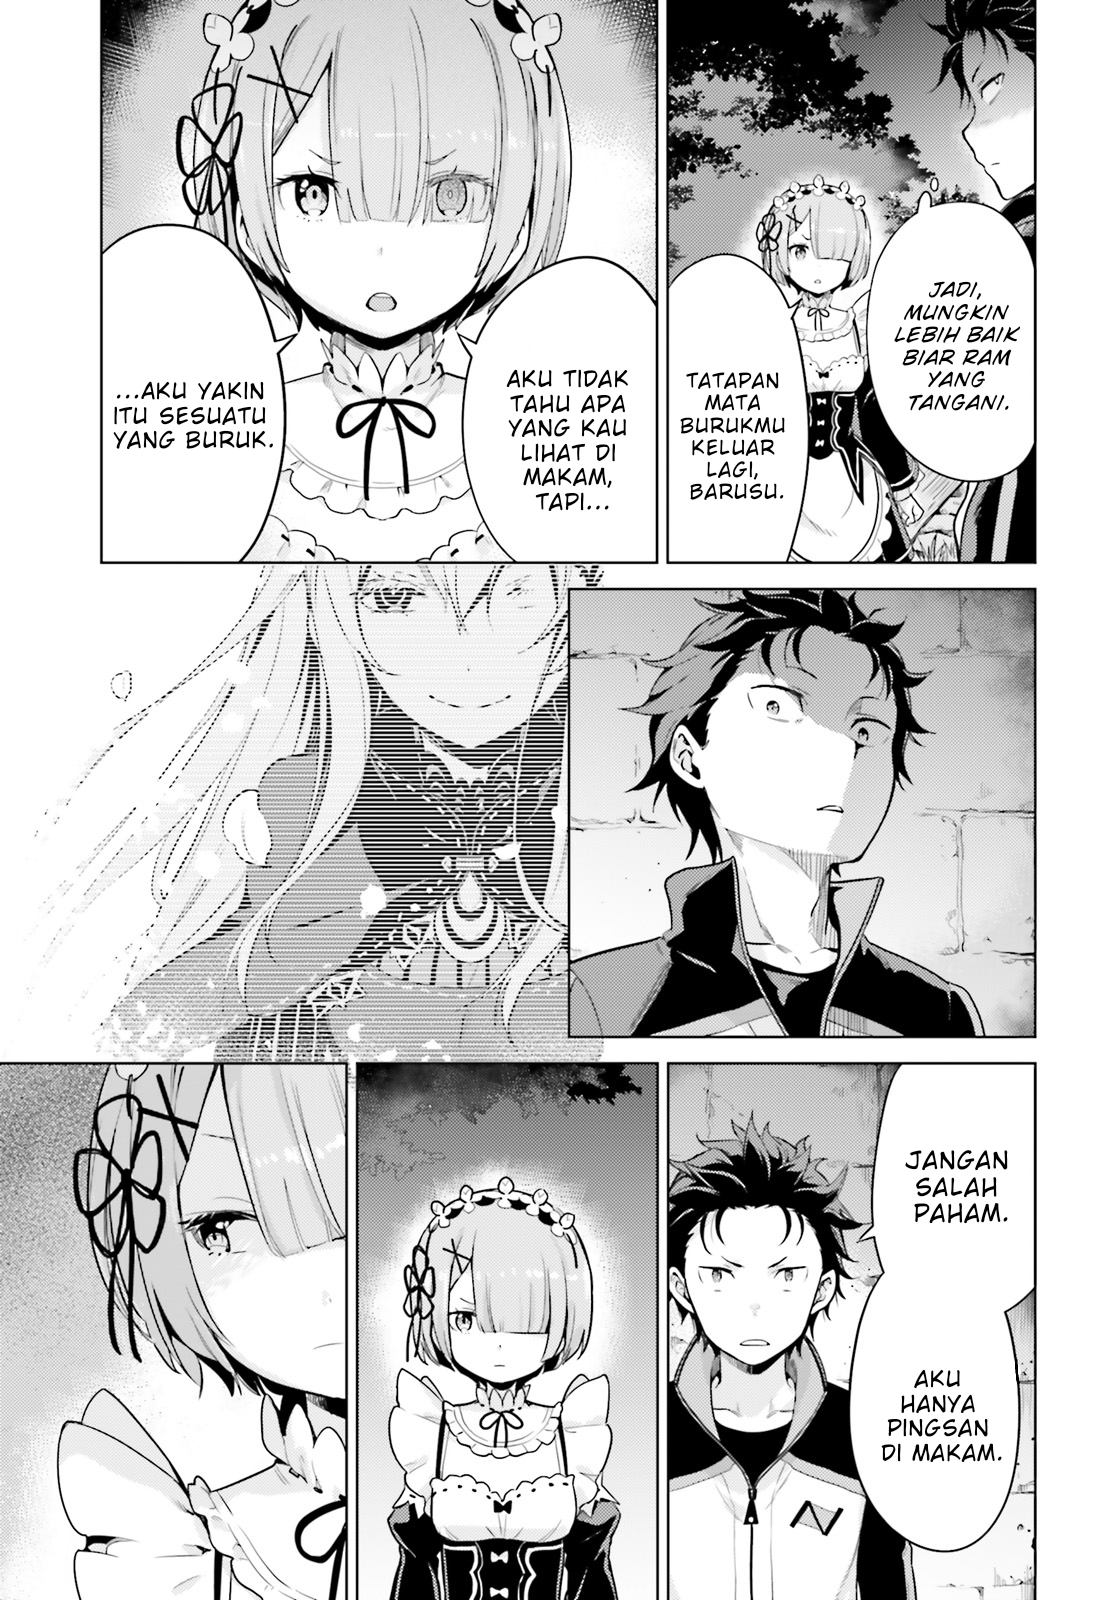 JADI,
MUNGKIN
LEBIH BAIK
BIAR RAM
YANG
TANGANI.
TATAPAN
MATA
BURUKMU
KELUAR
LAGI,
BARUSU.
AKU TIDAK
TAHU APA
YANG KAU
LIHAT DI
MAKAM,
TAPI...
...AKU YAKIN
ITU SESUATU
YANG BURUK.
JANGAN
SALAH
PAHAM.
AKU
HANYA
PINGSAN
DI MAKAM.